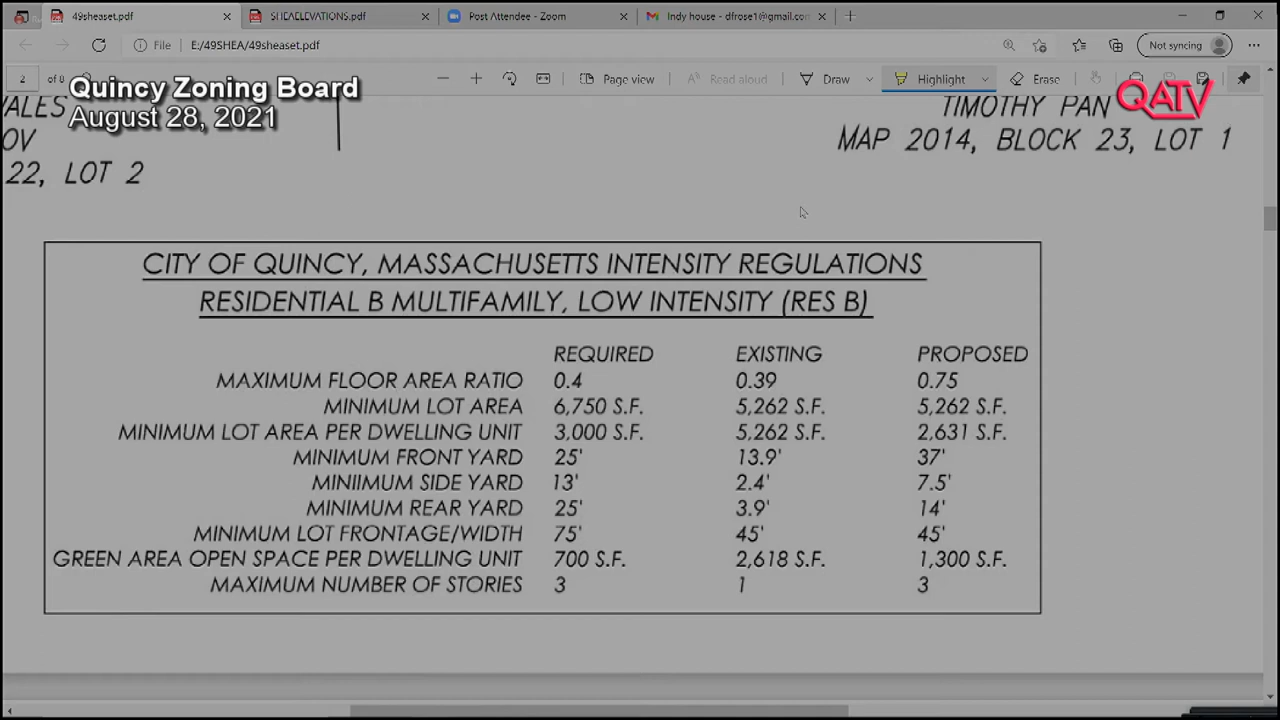 49sheaset.pdf
SHEAELEVATIONS.pdf
Post Attendee - Zoom
Indy house - dfrose1@gmail.com
File
E:/49SHEA/49sheaset.pdf
Not syncing
2 of 8
Page view
Read aloud
Draw
Highlight
Erase
Quincy Zoning Board
August 28, 2021
QATV
OV
22, LOT 2
TIMOTHY PAN
MAP 2014, BLOCK 23, LOT 1
CITY OF QUINCY, MASSACHUSETTS INTENSITY REGULATIONS
RESIDENTIAL B MULTIFAMILY, LOW INTENSITY (RES B)
REQUIRED EXISTING PROPOSED
MAXIMUM FLOOR AREA RATIO 0.4 0.39 0.75
MINIMUM LOT AREA 6,750 S.F. 5,262 S.F. 5,262 S.F.
MINIMUM LOT AREA PER DWELLING UNIT 3,000 S.F. 5,262 S.F. 2,631 S.F.
MINIMUM FRONT YARD 25' 13.9' 37'
MINIIMUM SIDE YARD 13' 2.4' 7.5'
MINIMUM REAR YARD 25' 3.9' 14'
MINIMUM LOT FRONTAGE/WIDTH 75' 45' 45'
GREEN AREA OPEN SPACE PER DWELLING UNIT 700 S.F. 2,618 S.F. 1,300 S.F.
MAXIMUM NUMBER OF STORIES 3 1 3